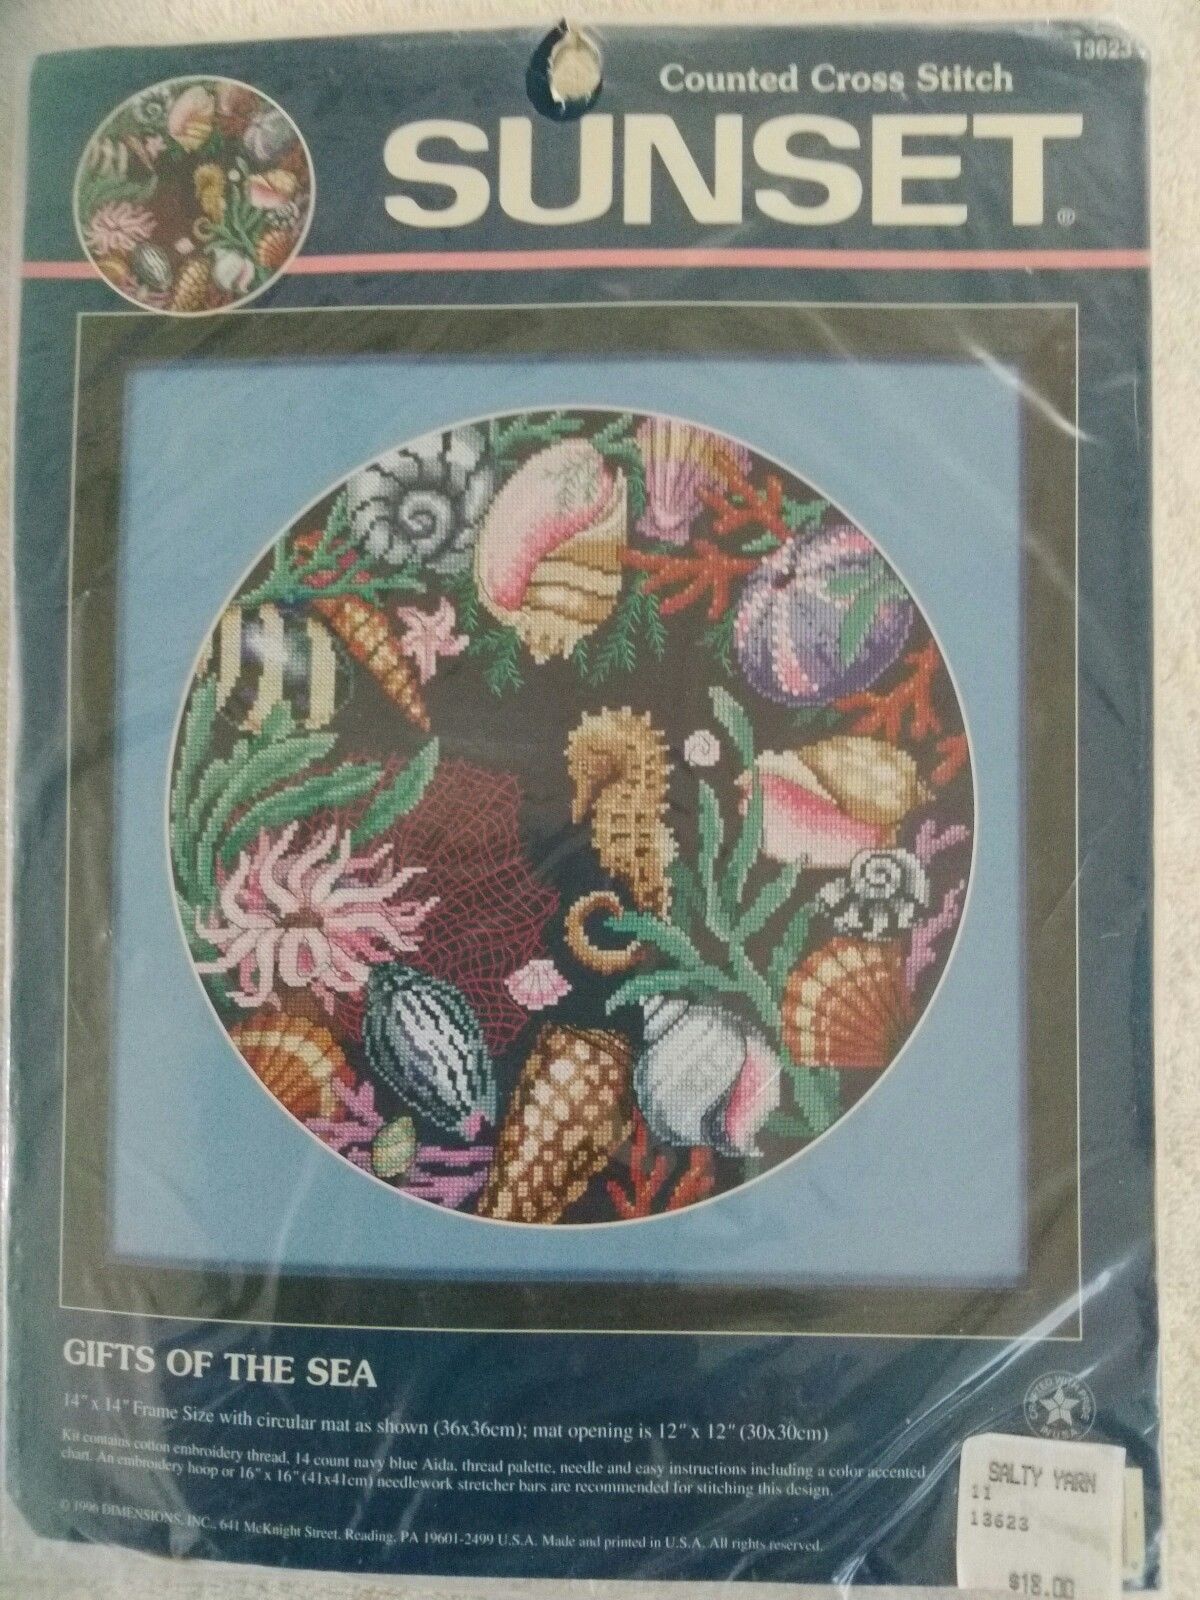 13623
Counted Cross Stitch
SUNSET®
GIFTS OF THE SEA
14" x 14" Frame Size with circular mat as shown (36x36cm); mat opening is 12" x 12" (30x30cm)
Kit contains cotton embroidery thread, 14 count navy blue Aida, thread palette, needle and easy instructions including a color accented
chart. An embroidery hoop or 16" x 16" (41x41cm) needlework stretcher bars are recommended for stitching this design.
© 1996 DIMENSIONS, INC., 641 McKnight Street, Reading, PA 19601-2499 U.S.A. Made and printed in U.S.A. All rights reserved.
CRAFTED WITH PRIDE
IN U.S.A.
SALTY YARN
11
13623
$18.00